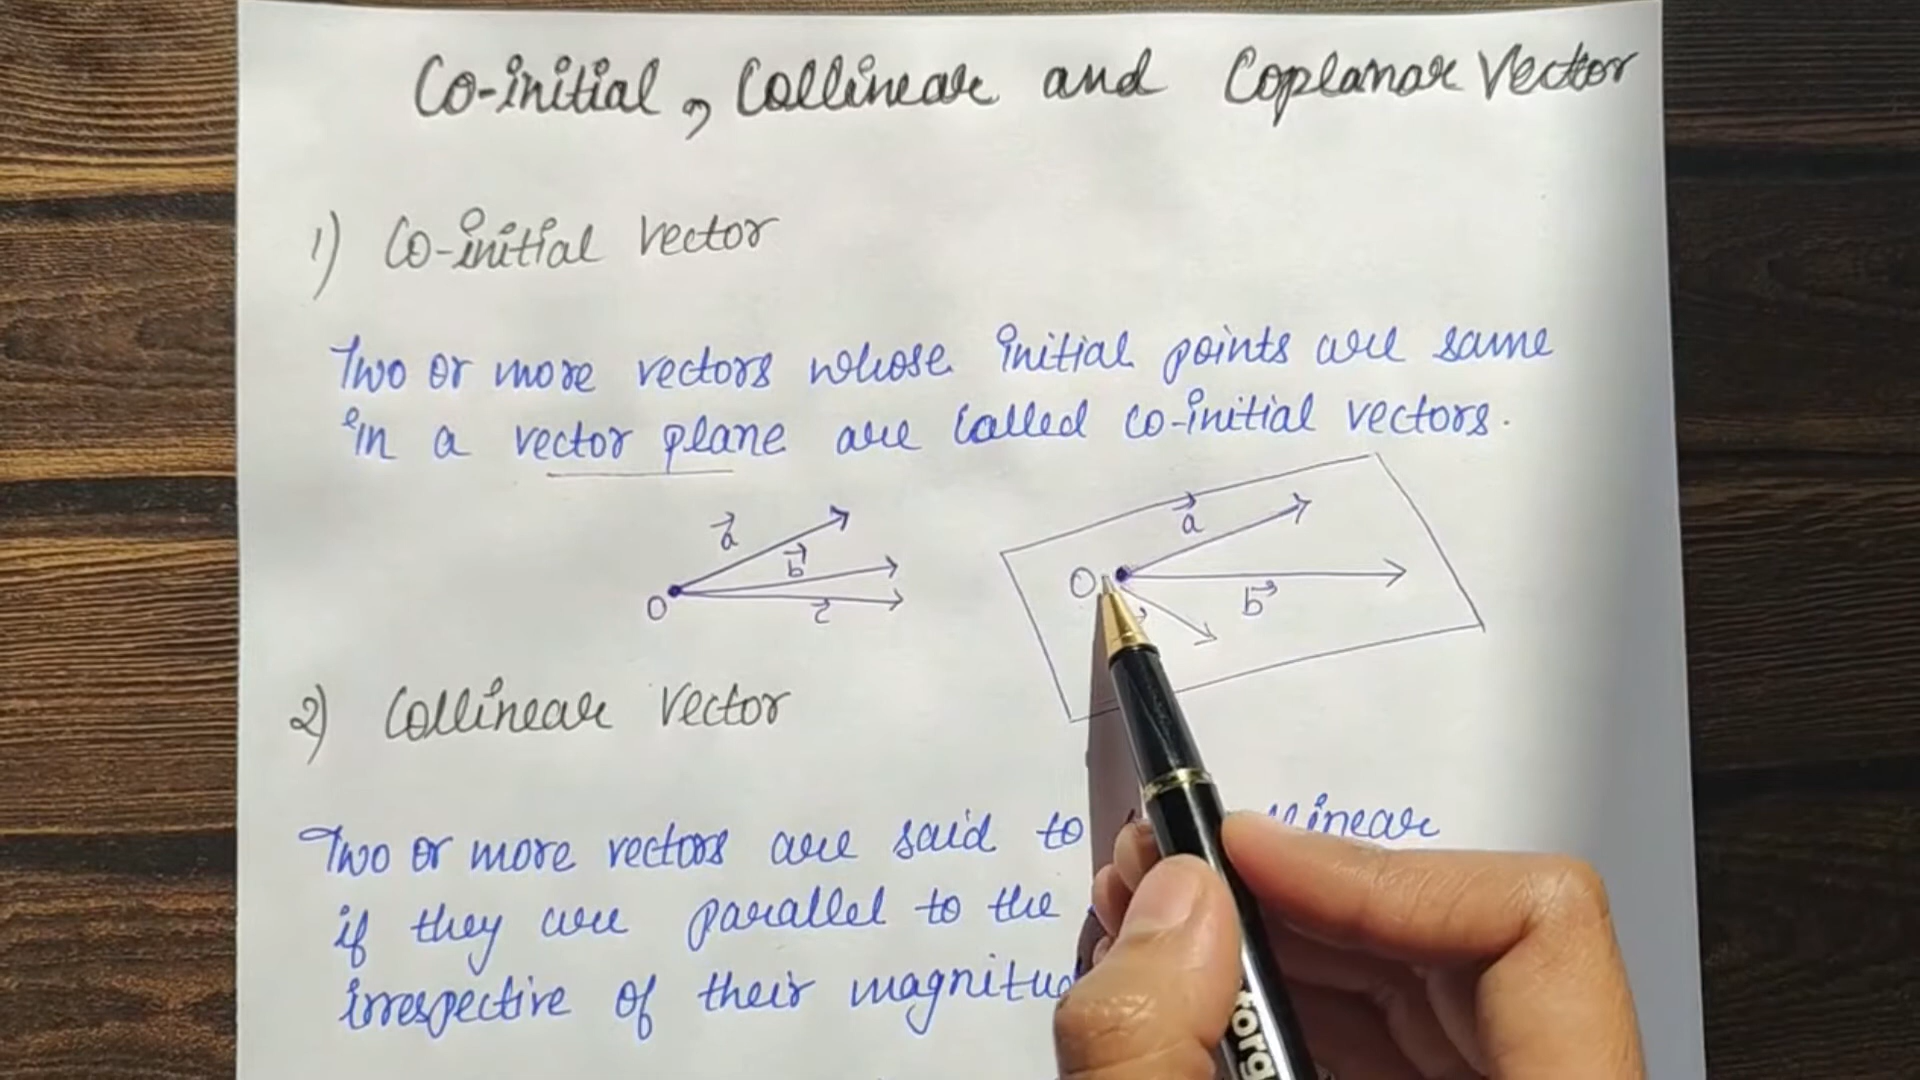 Co-initial, Collinear and Coplanar Vector
1) Co-initial Vector
Two or more vectors whose initial points are same
in a vector plane are called co-initial vectors.
a b c O
a b O
2) Collinear Vector
Two or more vectors are said to
if they are parallel to the
irrespective of their